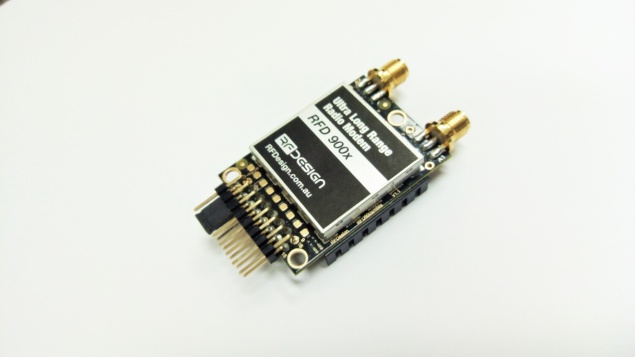 Ultra Long Range
Radio Modem
RFD 900x
RFDESIGN
RFDesign.com.au